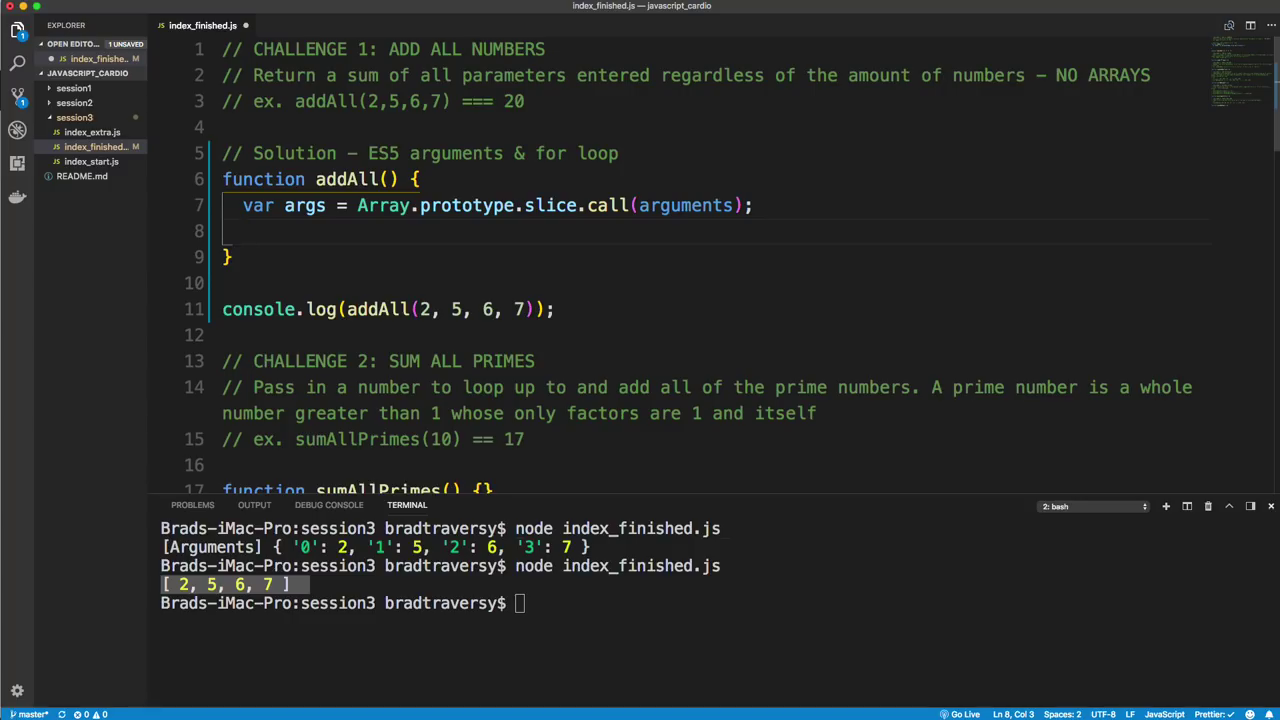 index_finished.js — javascript_cardio
EXPLORER
index_finished.js
OPEN EDITO... 1 UNSAVED
index_finishe...
JAVASCRIPT_CARDIO
session1
session2
session3
JS index_extra.js
JS index_finished... M
JS index_start.js
README.md
1
1
1 // CHALLENGE 1: ADD ALL NUMBERS
2 // Return a sum of all parameters entered regardless of the amount of numbers - NO ARRAYS
3 // ex. addAll(2,5,6,7) === 20
4
5 // Solution - ES5 arguments & for loop
6 function addAll() {
7 var args = Array.prototype.slice.call(arguments);
8
9 }
10
11 console.log(addAll(2, 5, 6, 7));
12
13 // CHALLENGE 2: SUM ALL PRIMES
14 // Pass in a number to loop up to and add all of the prime numbers. A prime number is a whole
number greater than 1 whose only factors are 1 and itself
15 // ex. sumAllPrimes(10) == 17
16
17 function sumAllPrimes() {}
PROBLEMS OUTPUT DEBUG CONSOLE TERMINAL 2: bash
Brads-iMac-Pro:session3 bradtraversy$ node index_finished.js
[Arguments] { '0': 2, '1': 5, '2': 6, '3': 7 }
Brads-iMac-Pro:session3 bradtraversy$ node index_finished.js
[ 2, 5, 6, 7 ]
Brads-iMac-Pro:session3 bradtraversy$
master* 0 0 Go Live Ln 8, Col 3 Spaces: 2 UTF-8 LF JavaScript Prettier: ✓